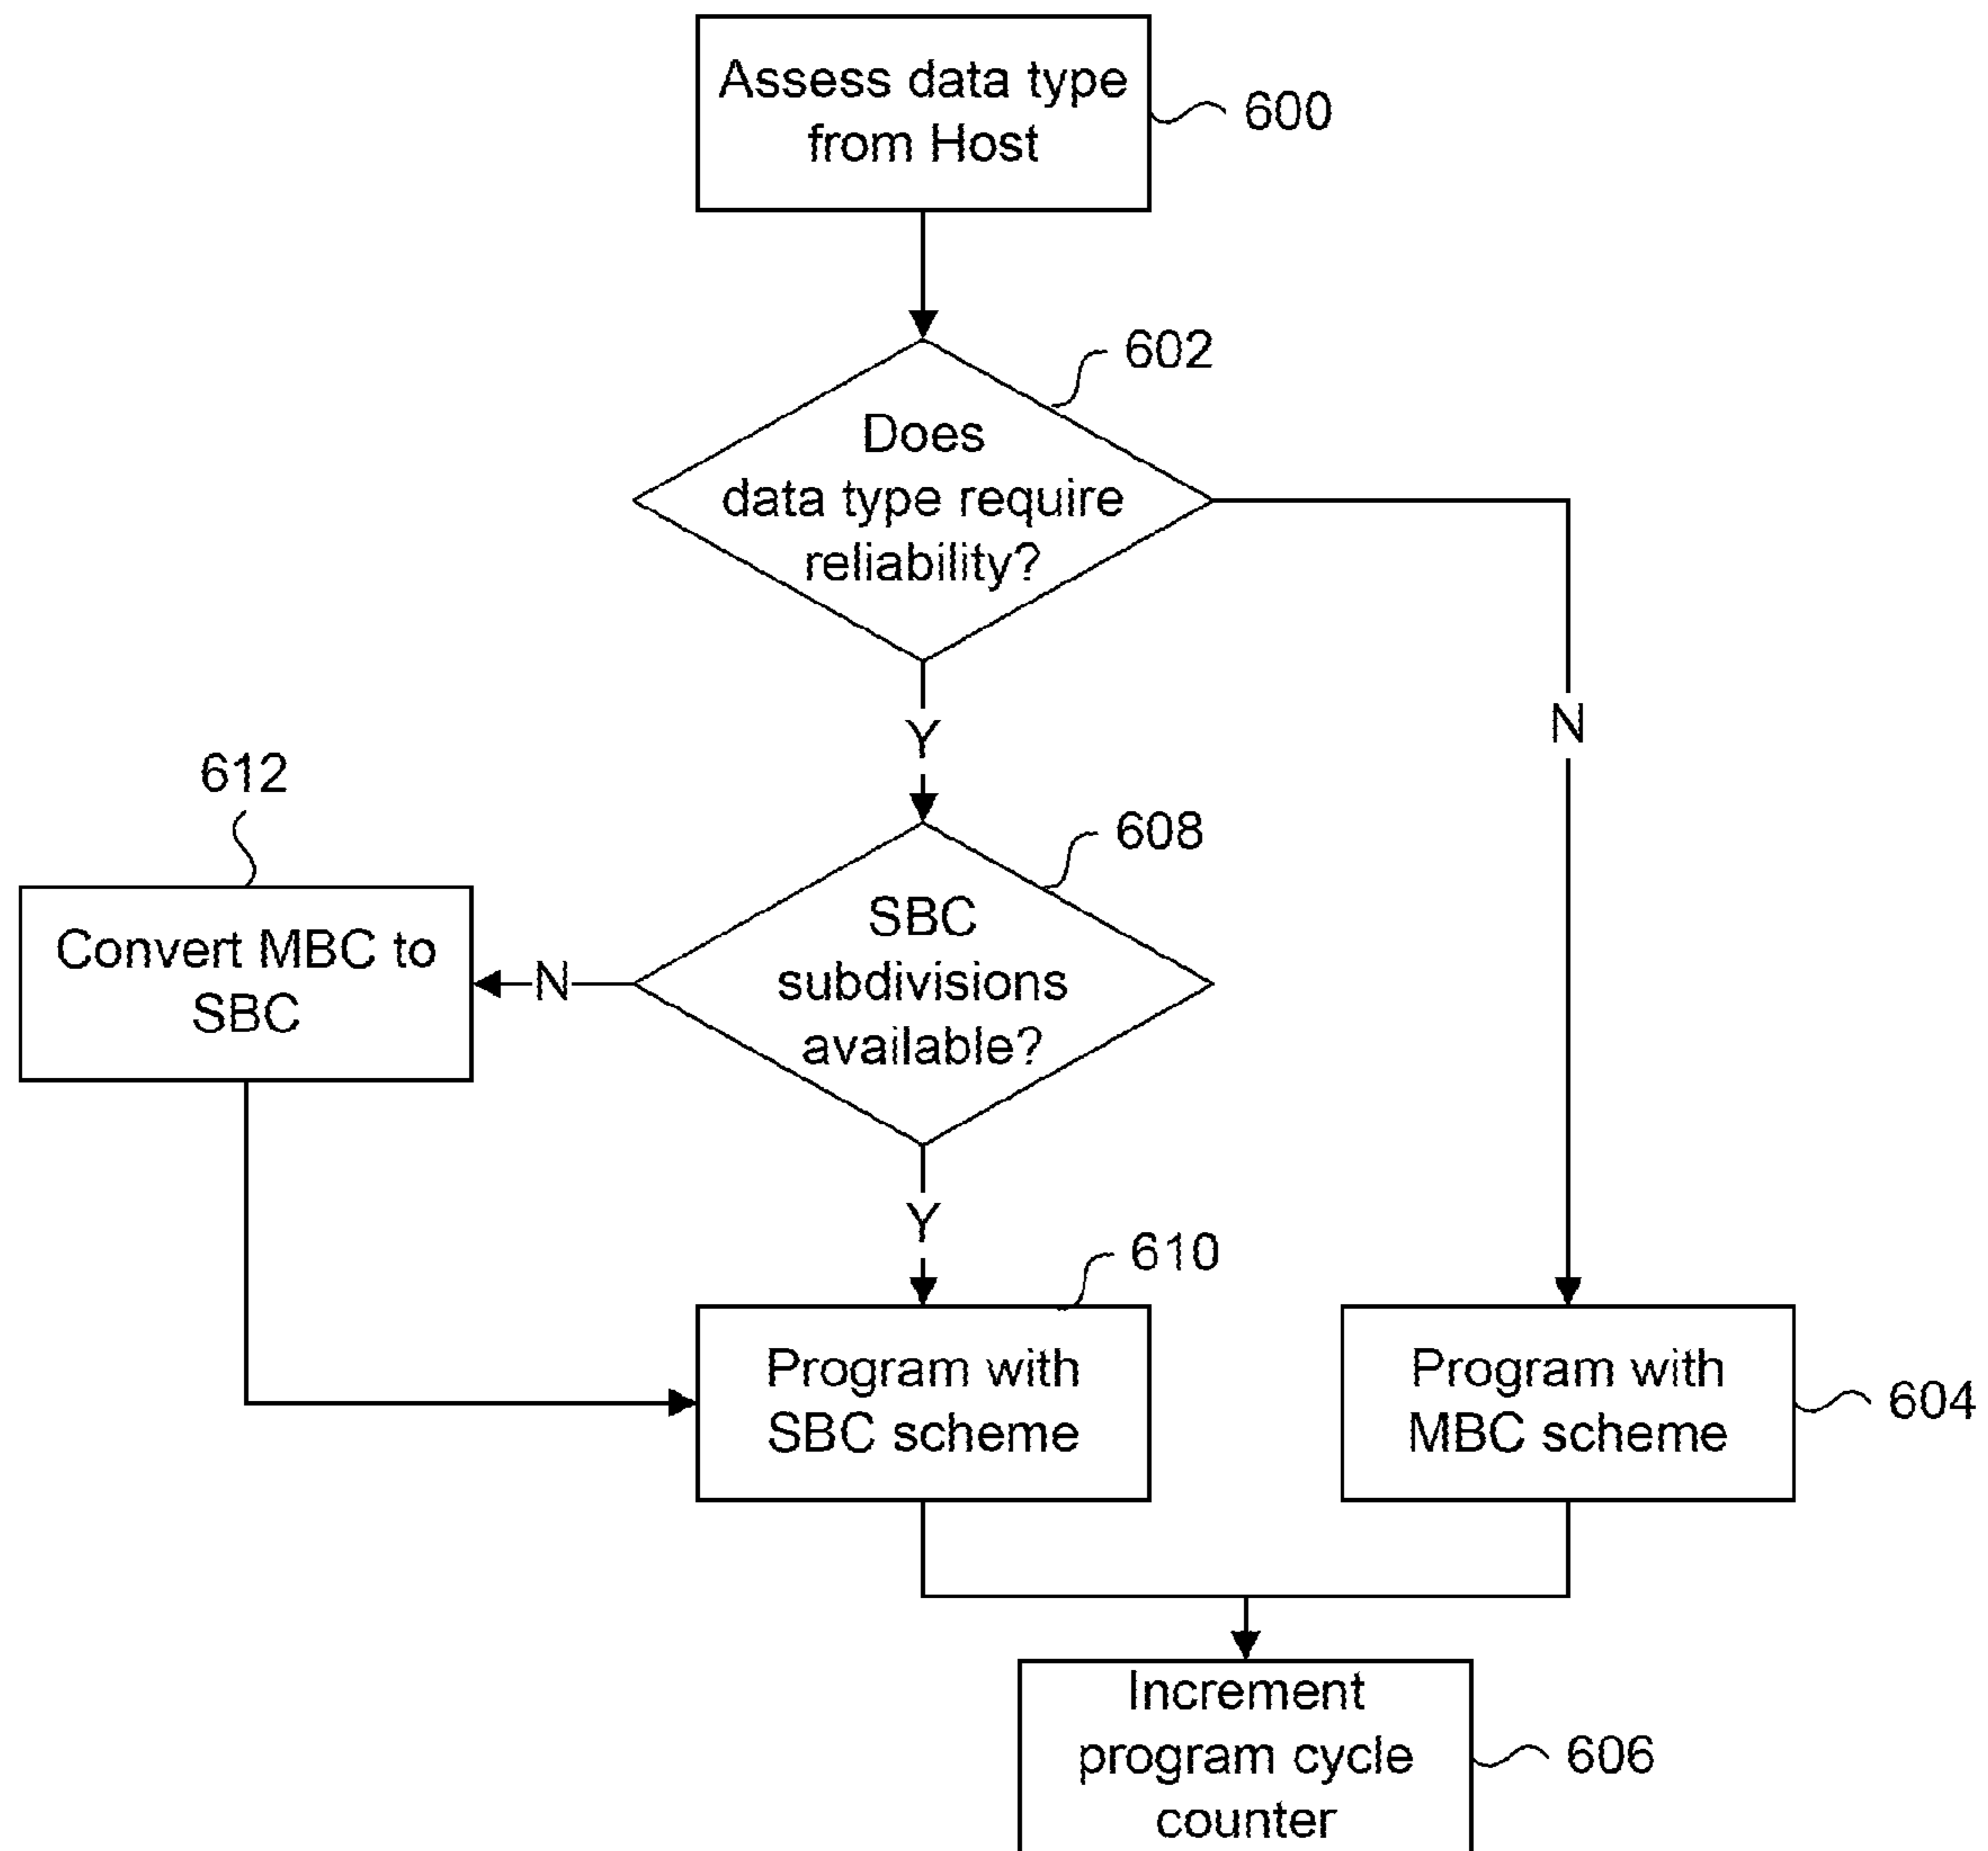 Assess data type
from Host
600
602
Does
data type require
reliability?
Y
N
612
608
Convert MBC to
SBC
N
SBC
subdivisions
available?
Y
610
Program with
SBC scheme
Program with
MBC scheme
604
Increment
program cycle
counter
606